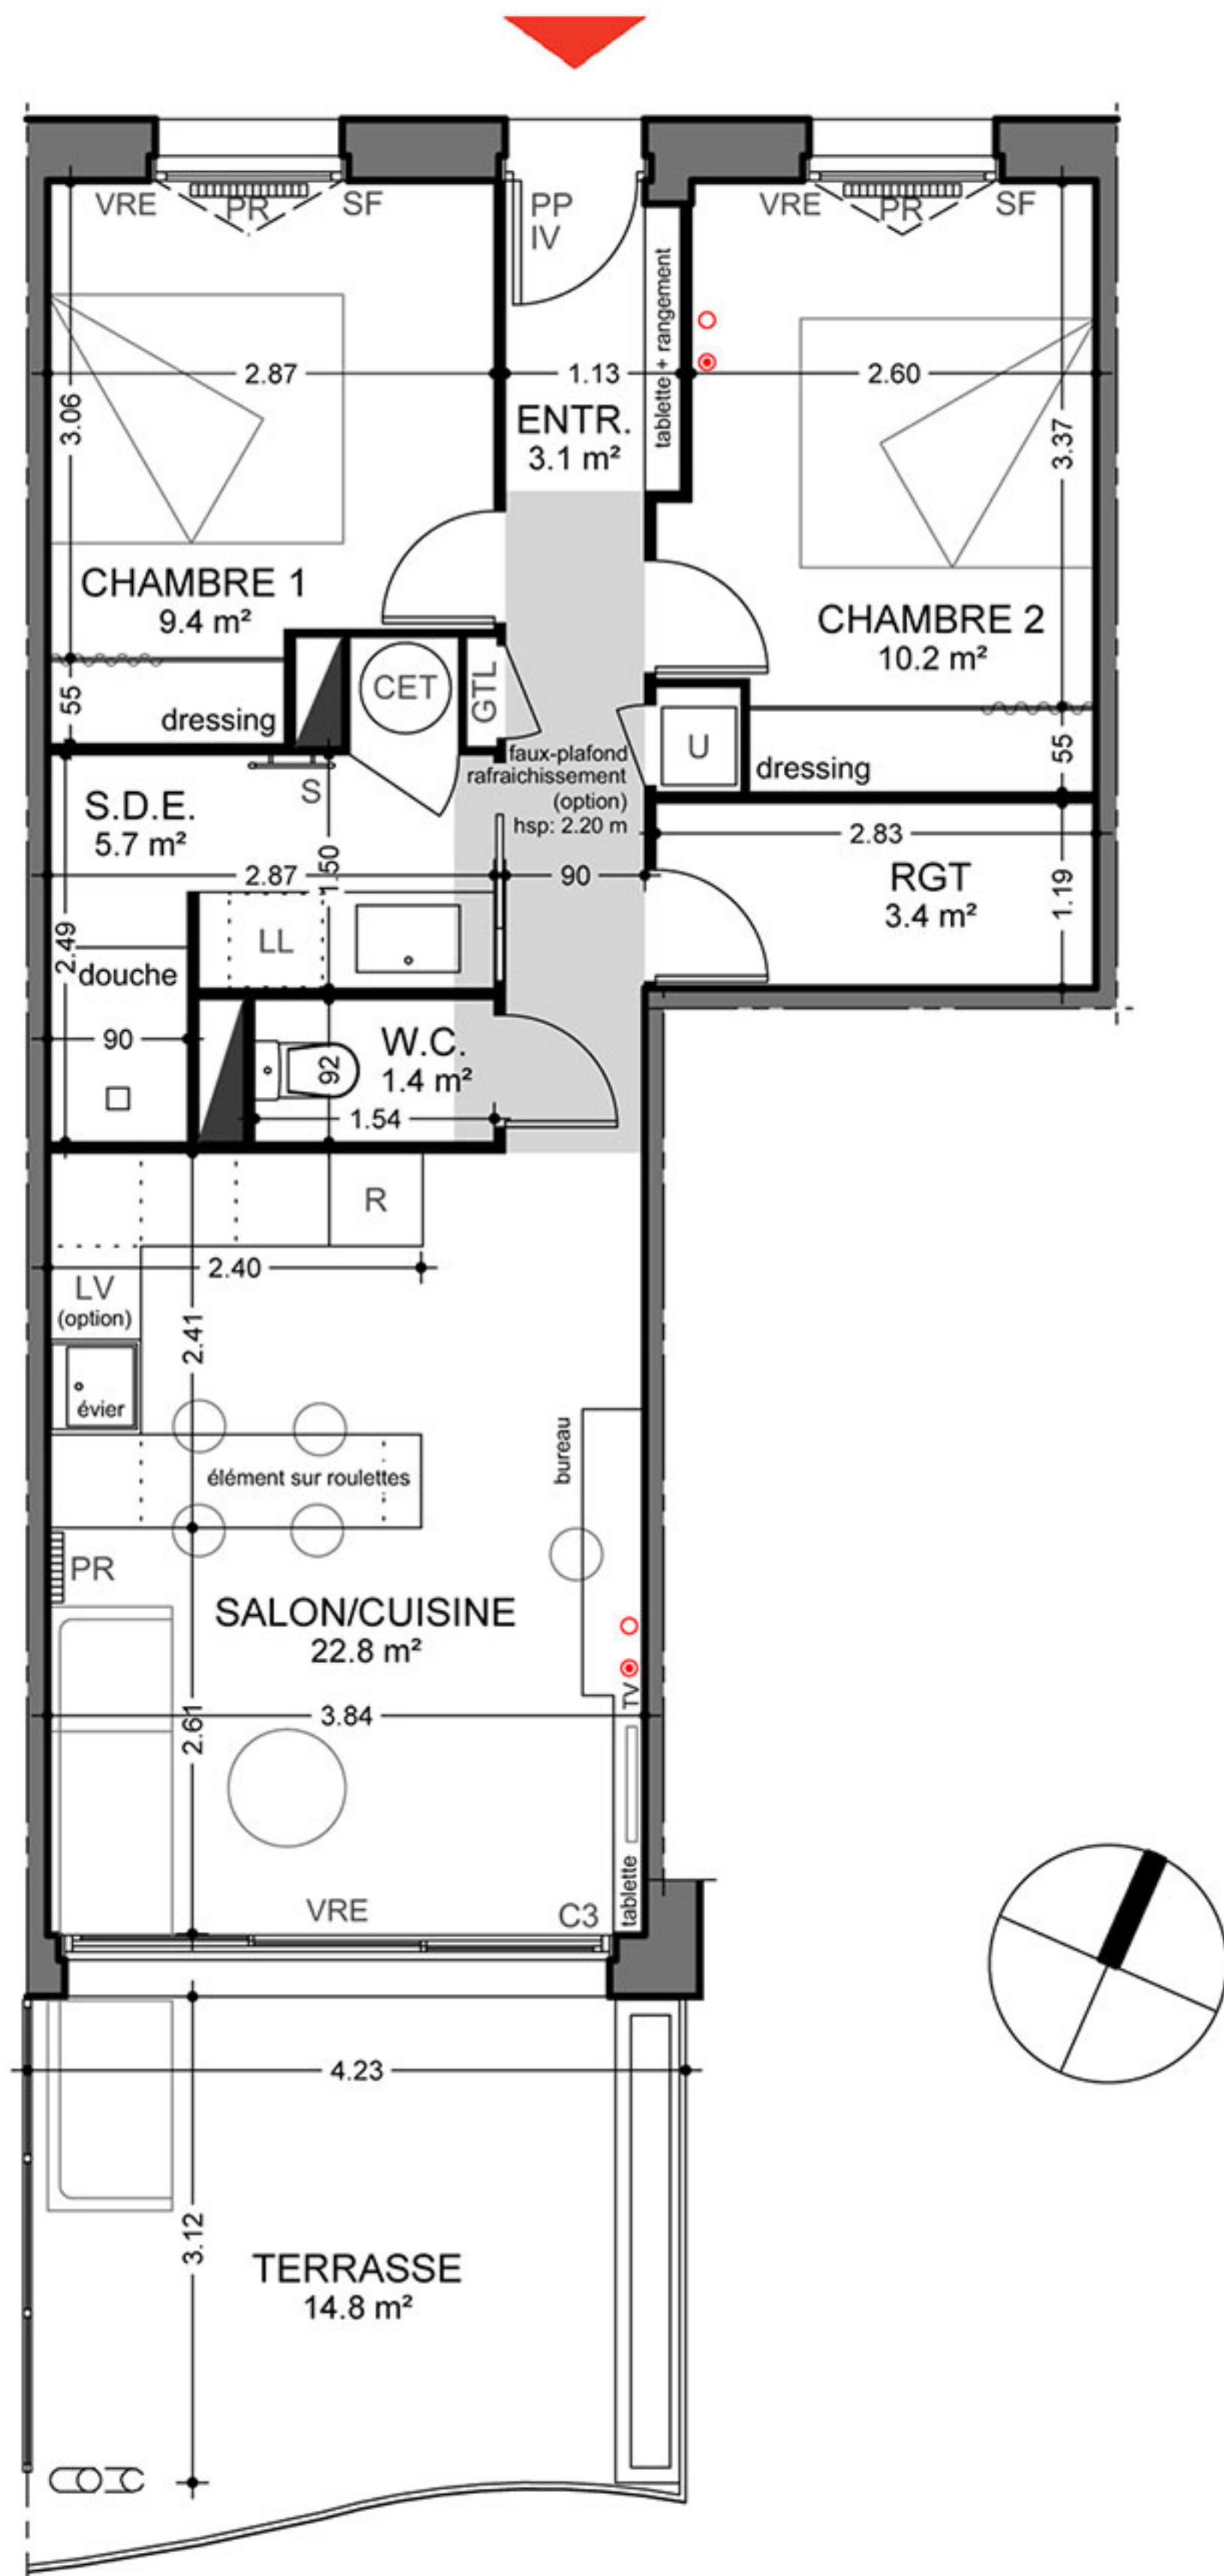 VRE
PR
SF
PP
IV
VRE
PR
SF
tablette + rangement
2.87
1.13
2.60
3.06
ENTR.
3.1 m²
3.37
CHAMBRE 1
9.4 m²
CHAMBRE 2
10.2 m²
55
dressing
CET
GTL
faux-plafond
rafraichissement
(option)
hsp: 2.20 m
U
dressing
55
S
S.D.E.
5.7 m²
2.87
1.50
90
2.83
RGT
3.4 m²
1.19
2.49
LL
douche
90
W.C.
1.4 m²
92
1.54
R
2.40
LV
(option)
2.41
évier
élément sur roulettes
bureau
PR
SALON/CUISINE
22.8 m²
TV
3.84
2.61
tablette
VRE
C3
4.23
3.12
TERRASSE
14.8 m²